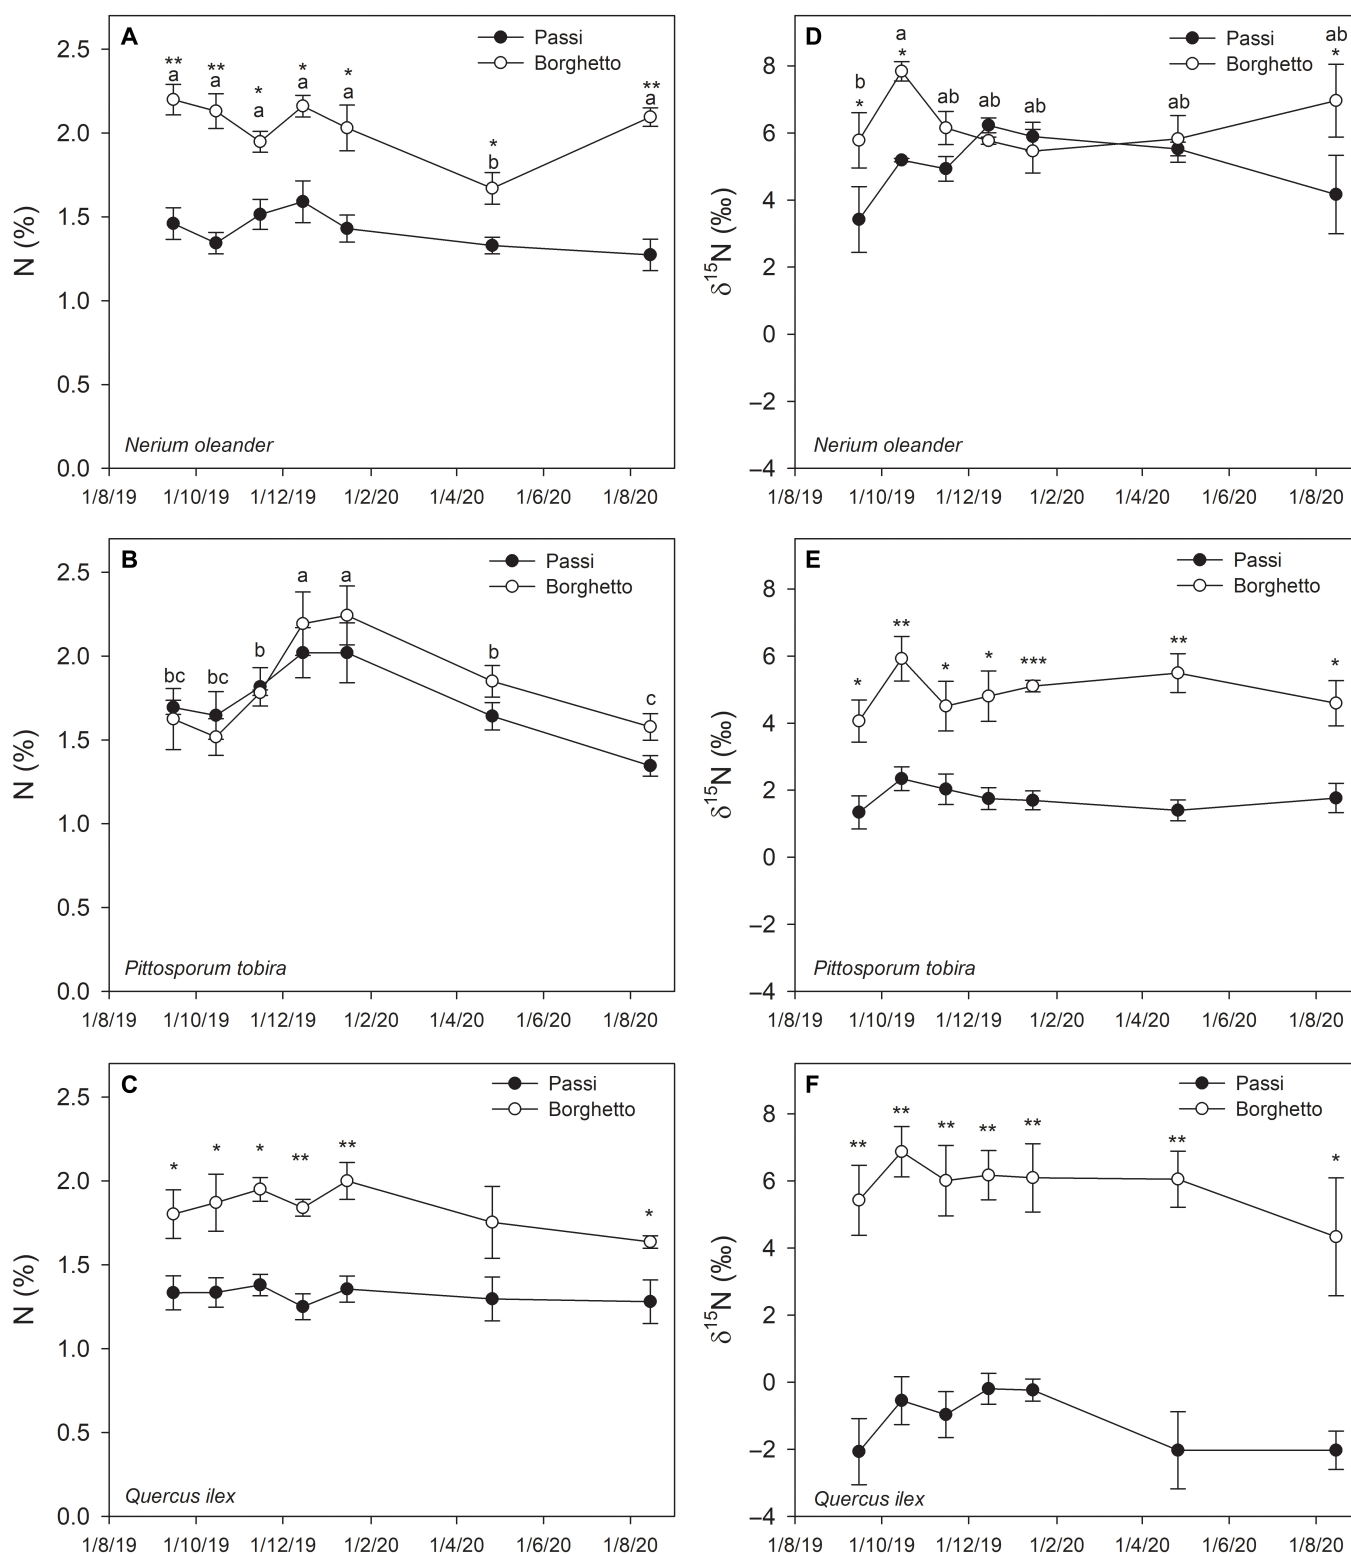 A
Passi
Borghetto
** ** * * * * **
a a a a a b a
2.5
2.0
1.5
1.0
0.5
0.0
N (%)
Nerium oleander
1/8/19 1/10/19 1/12/19 1/2/20 1/4/20 1/6/20 1/8/20
D
Passi
Borghetto
b a ab ab ab ab ab
* * *
8
6
4
2
0
–2
–4
δ15N (‰)
Nerium oleander
1/8/19 1/10/19 1/12/19 1/2/20 1/4/20 1/6/20 1/8/20
B
Passi
Borghetto
bc bc b a a b c
2.5
2.0
1.5
1.0
0.5
0.0
N (%)
Pittosporum tobira
1/8/19 1/10/19 1/12/19 1/2/20 1/4/20 1/6/20 1/8/20
E
Passi
Borghetto
* ** * * *** ** *
8
6
4
2
0
–2
–4
δ15N (‰)
Pittosporum tobira
1/8/19 1/10/19 1/12/19 1/2/20 1/4/20 1/6/20 1/8/20
C
Passi
Borghetto
* * * ** ** *
2.5
2.0
1.5
1.0
0.5
0.0
N (%)
Quercus ilex
1/8/19 1/10/19 1/12/19 1/2/20 1/4/20 1/6/20 1/8/20
F
Passi
Borghetto
** ** ** ** ** ** *
8
6
4
2
0
–2
–4
δ15N (‰)
Quercus ilex
1/8/19 1/10/19 1/12/19 1/2/20 1/4/20 1/6/20 1/8/20